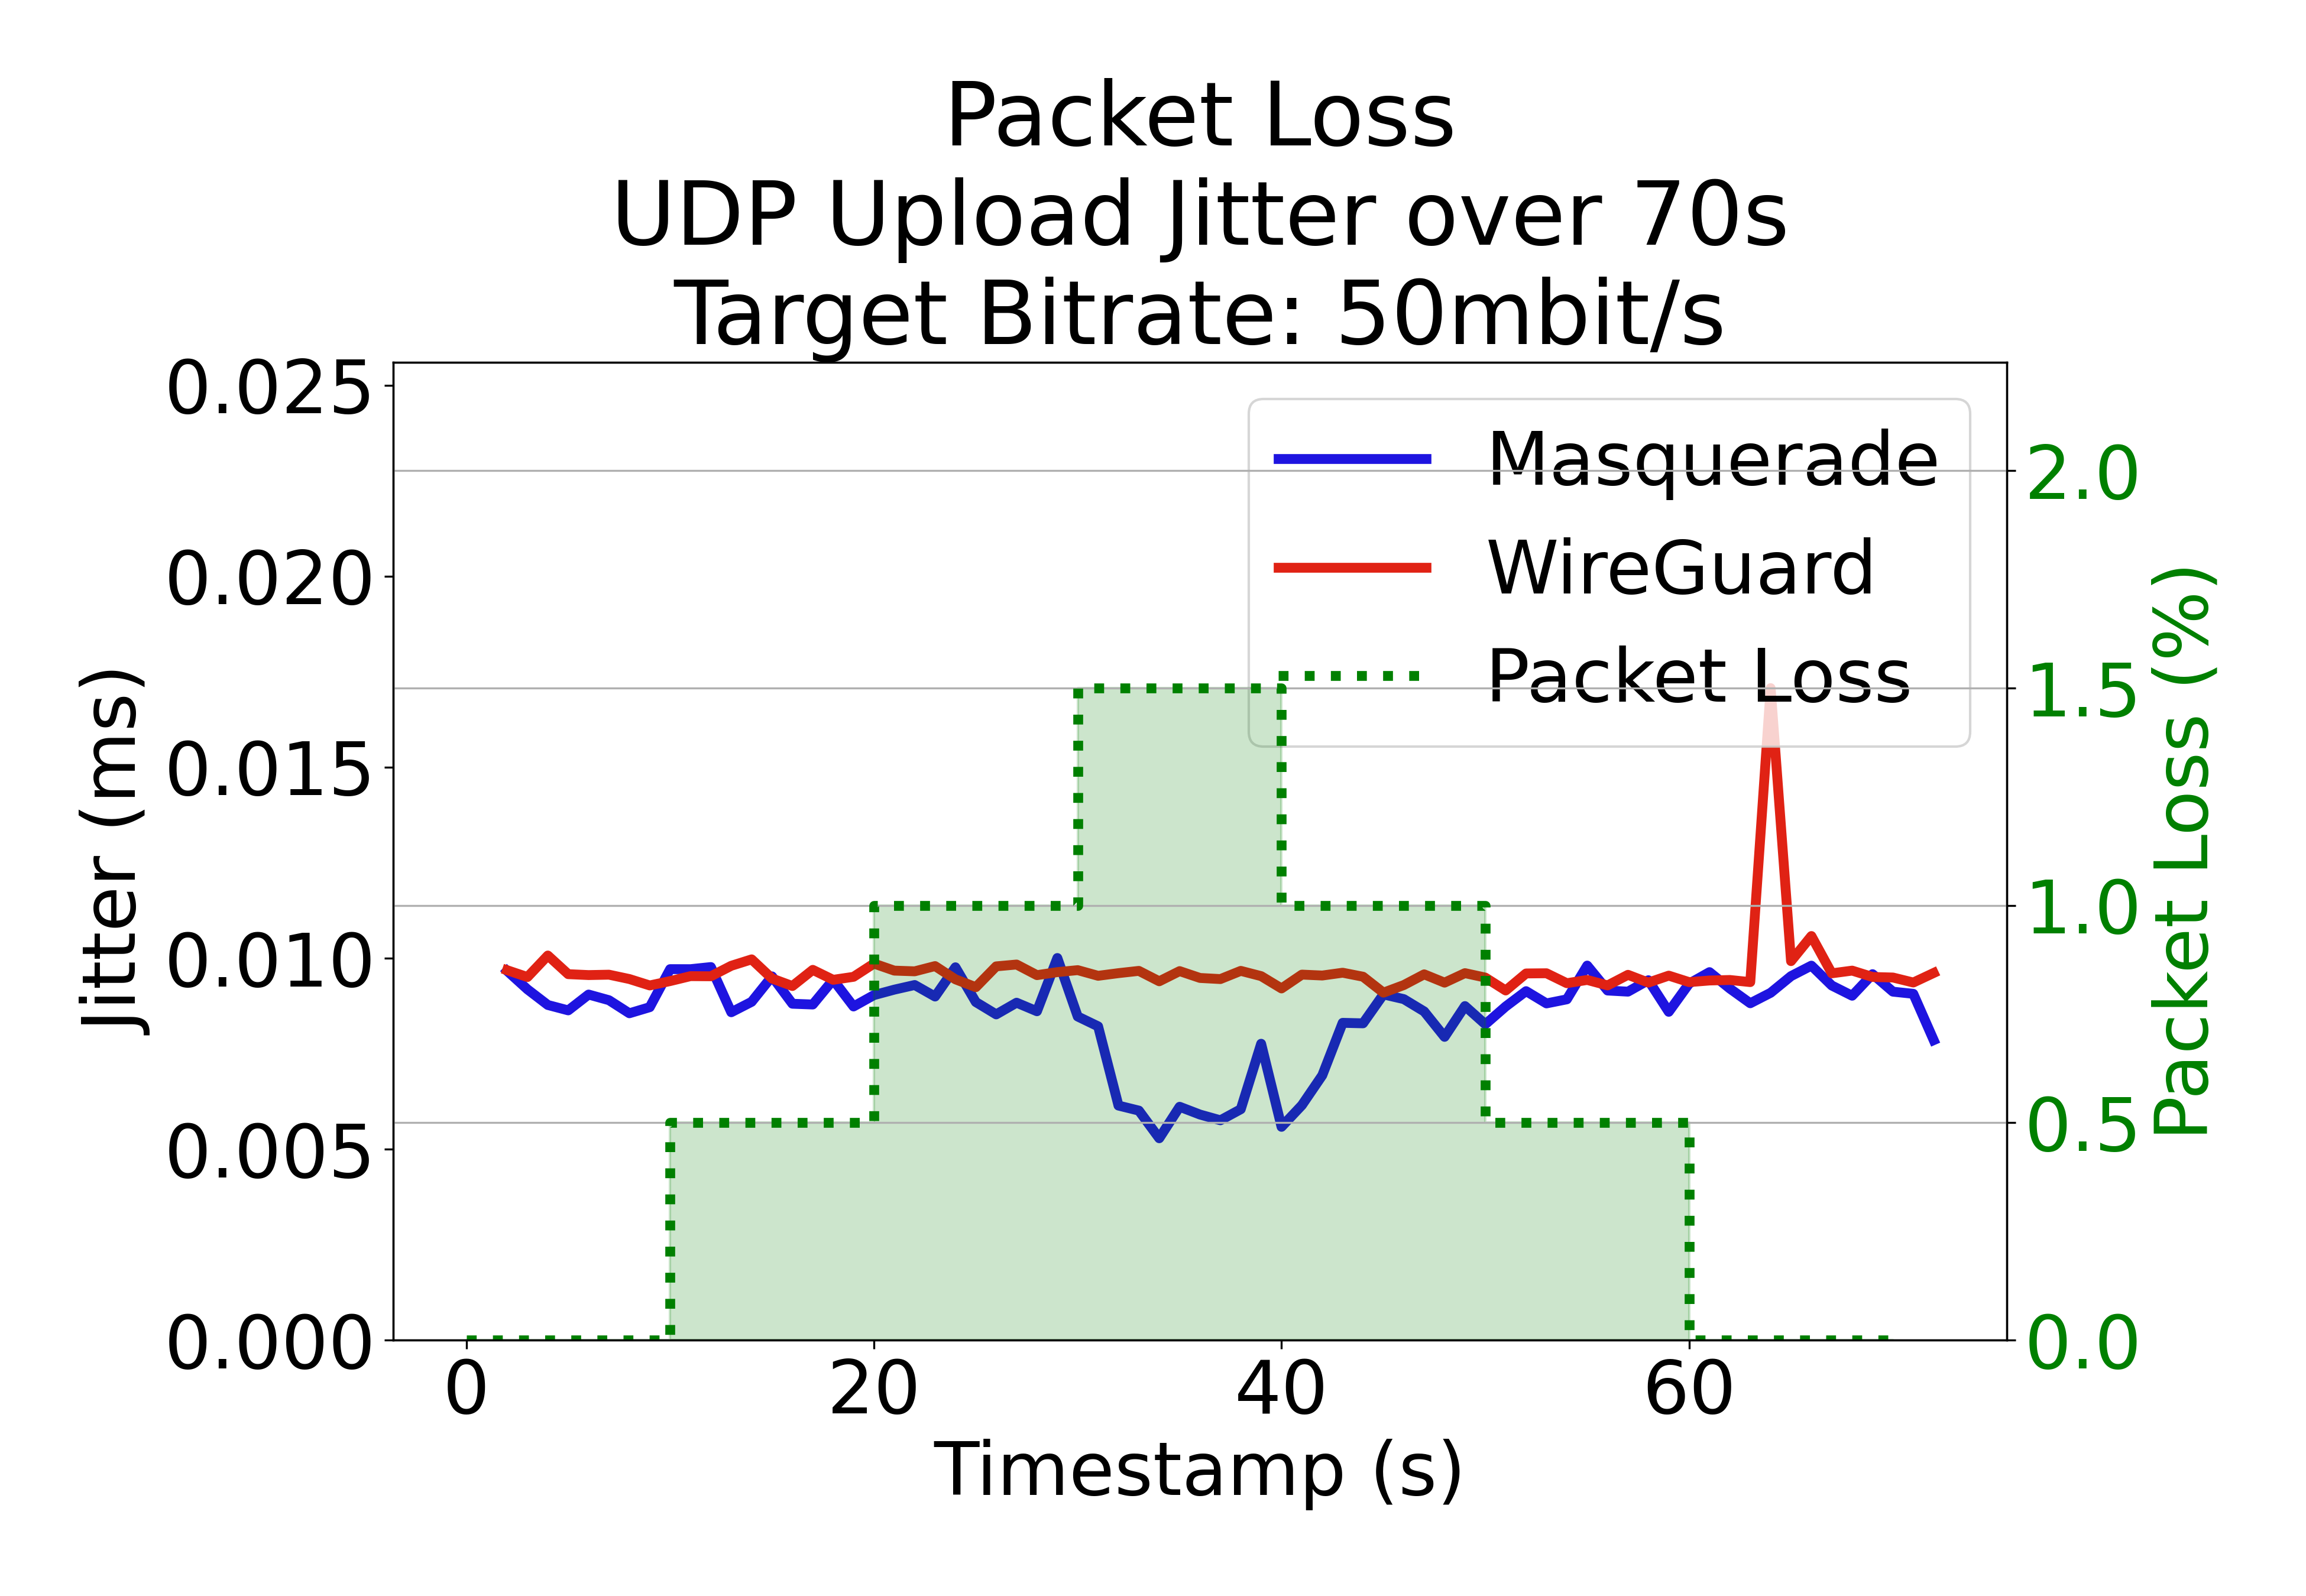 Packet Loss
UDP Upload Jitter over 70s
Target Bitrate: 50mbit/s
0.025
0.020
0.015
0.010
0.005
0.000
Jitter (ms)
Masquerade
WireGuard
Packet Loss
2.0
1.5
1.0
0.5
0.0
Packet Loss (%)
0 20 40 60
Timestamp (s)